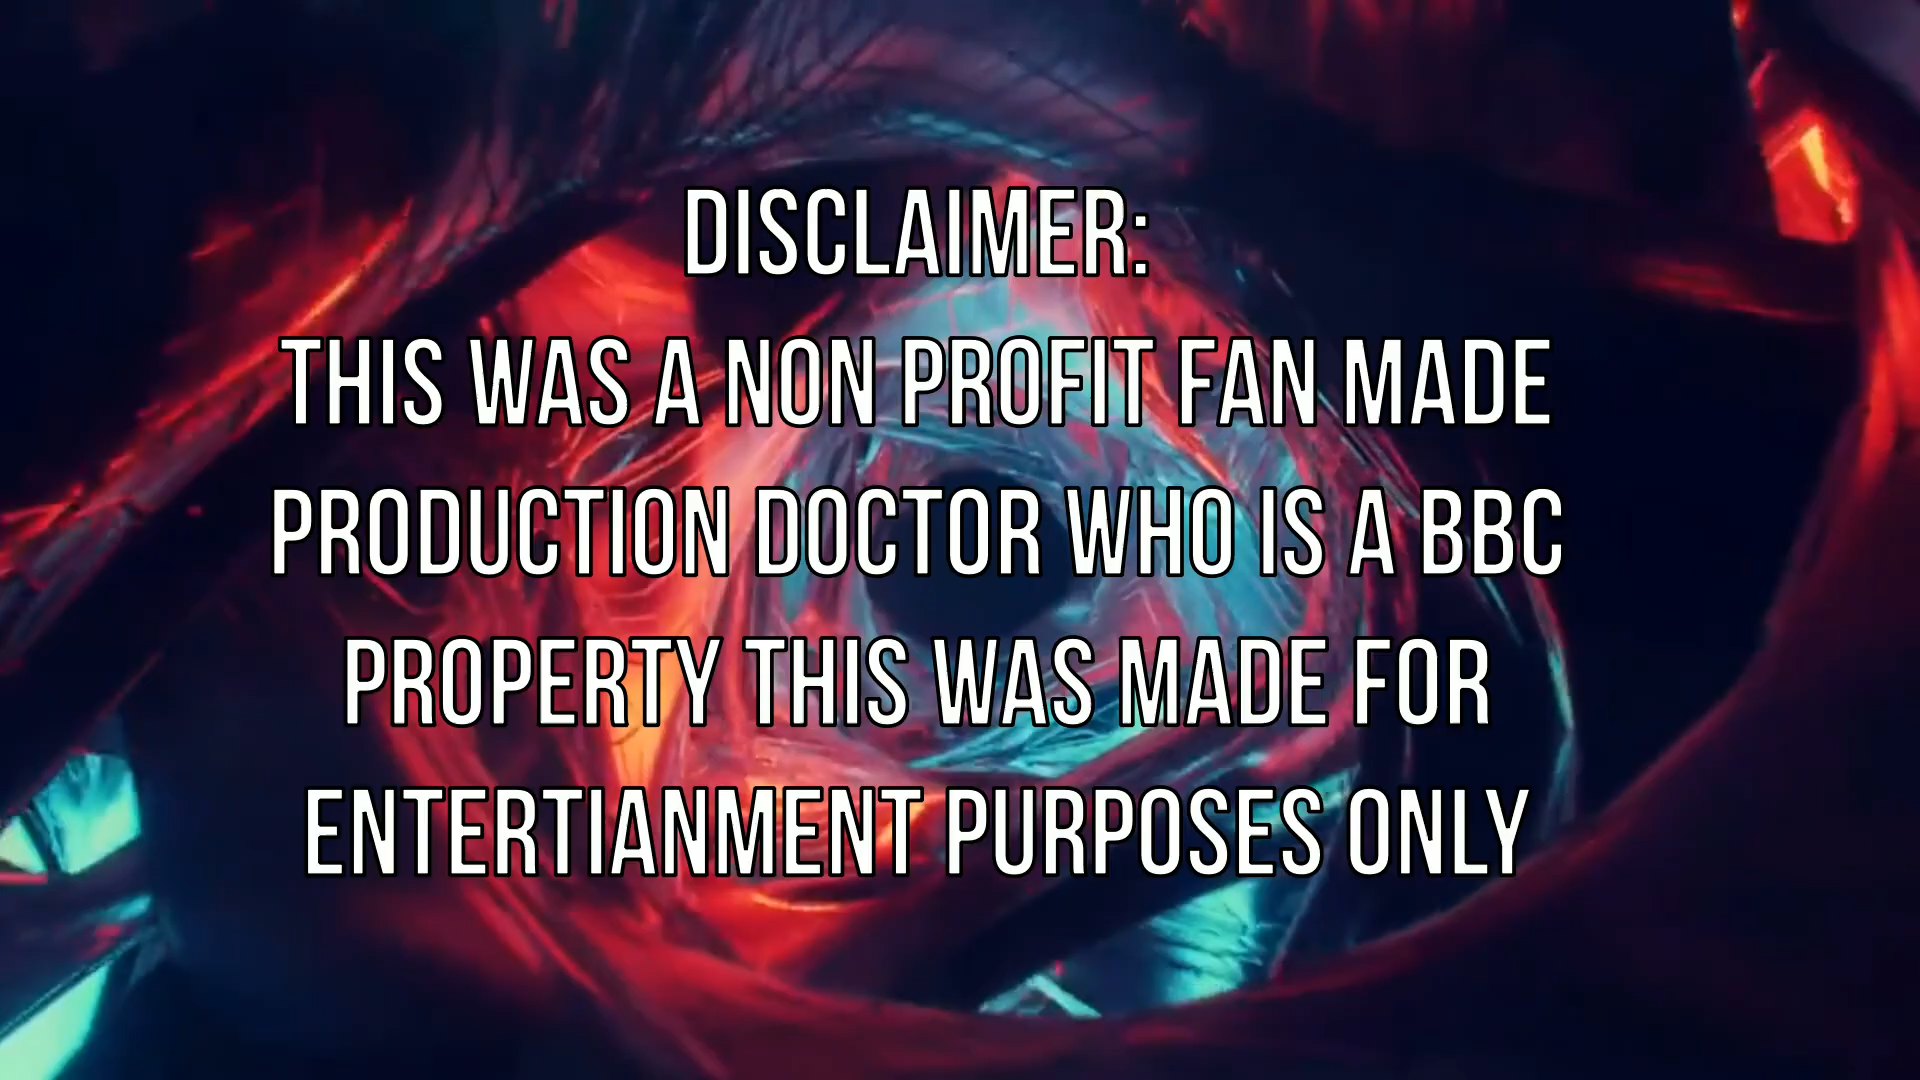 DISCLAIMER:
THIS WAS A NON PROFIT FAN MADE
PRODUCTION DOCTOR WHO IS A BBC
PROPERTY THIS WAS MADE FOR
ENTERTIANMENT PURPOSES ONLY